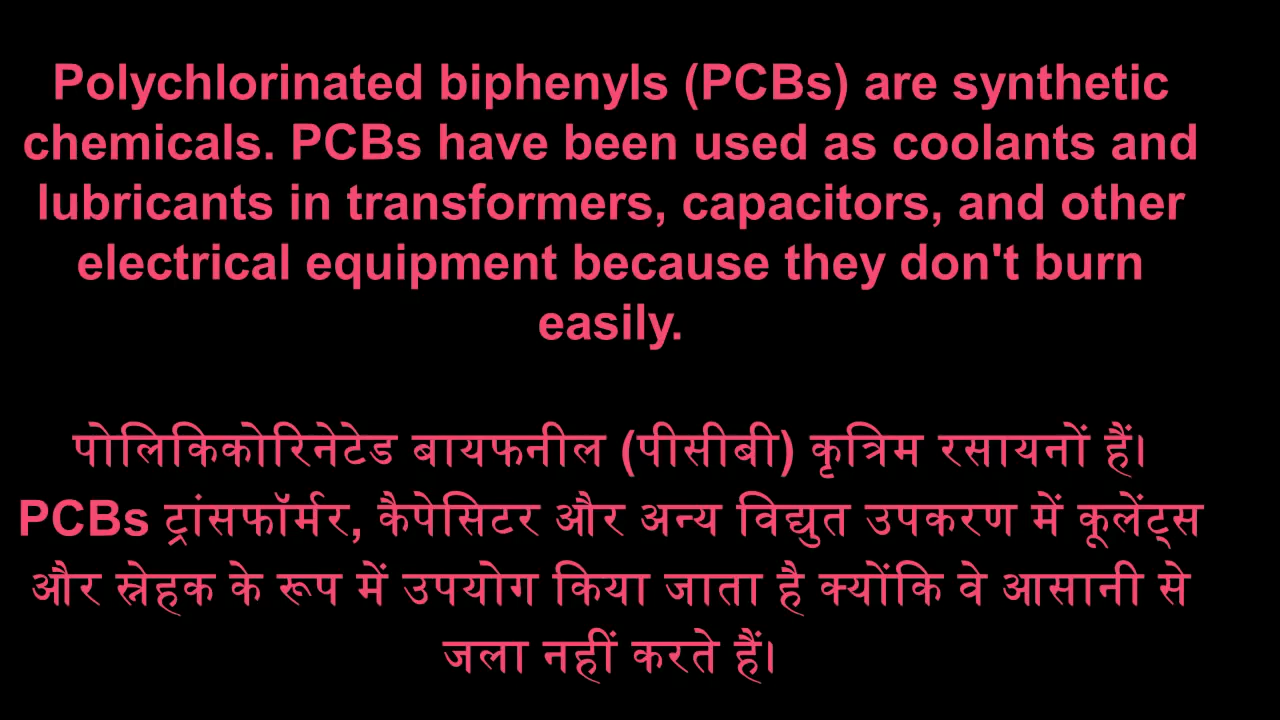 Polychlorinated biphenyls (PCBs) are synthetic
chemicals. PCBs have been used as coolants and
lubricants in transformers, capacitors, and other
electrical equipment because they don't burn
easily.
पोलिकिकोरिनेटेड बायफनील (पीसीबी) कृत्रिम रसायनों हैं।
PCBs ट्रांसफॉर्मर, कैपेसिटर और अन्य विद्युत उपकरण में कूलेंट्स
और स्नेहक के रूप में उपयोग किया जाता है क्योंकि वे आसानी से
जला नहीं करते हैं।